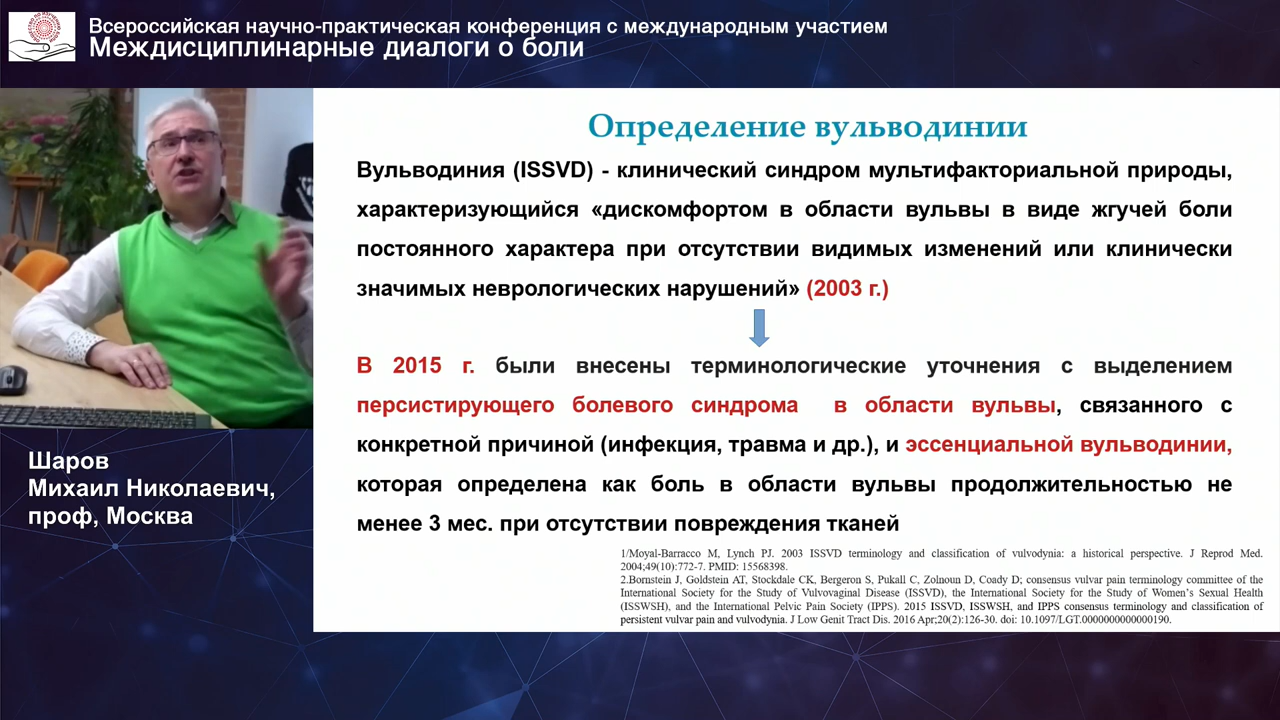 Всероссийская научно-практическая конференция с международным участием
Междисциплинарные диалоги о боли
Определение вульводинии
Вульводиния (ISSVD) - клинический синдром мультифакториальной природы,
характеризующийся «дискомфортом в области вульвы в виде жгучей боли
постоянного характера при отсутствии видимых изменений или клинически
значимых неврологических нарушений» (2003 г.)
В 2015 г. были внесены терминологические уточнения с выделением
персистирующего болевого синдрома в области вульвы, связанного с
конкретной причиной (инфекция, травма и др.), и эссенциальной вульводинии,
которая определена как боль в области вульвы продолжительностью не
менее 3 мес. при отсутствии повреждения тканей
1/Moyal-Barracco M, Lynch PJ. 2003 ISSVD terminology and classification of vulvodynia: a historical perspective. J Reprod Med.
2004;49(10):772-7. PMID: 15568398.
2.Bornstein J, Goldstein AT, Stockdale CK, Bergeron S, Pukall C, Zolnoun D, Coady D; consensus vulvar pain terminology committee of the
International Society for the Study of Vulvovaginal Disease (ISSVD), the International Society for the Study of Women's Sexual Health
(ISSWSH), and the International Pelvic Pain Society (IPPS). 2015 ISSVD, ISSWSH, and IPPS consensus terminology and classification of
persistent vulvar pain and vulvodynia. J Low Genit Tract Dis. 2016 Apr;20(2):126-30. doi: 10.1097/LGT.0000000000000190.
Шаров
Михаил Николаевич,
проф, Москва